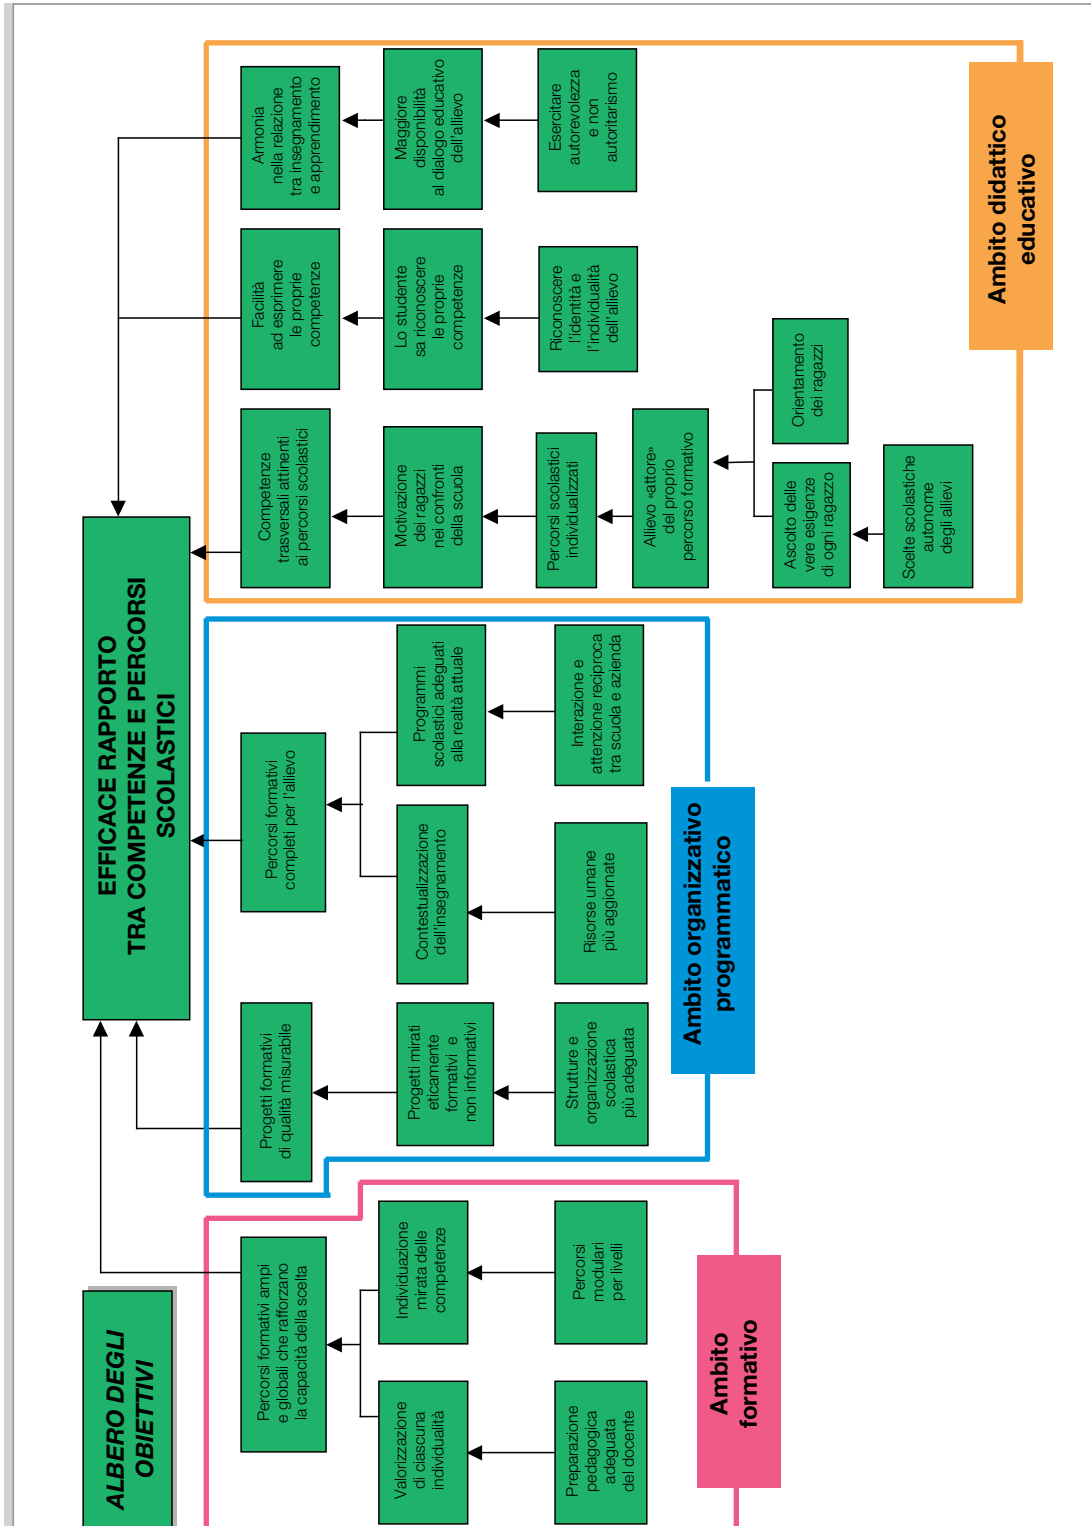 ALBERO DEGLI
OBIETTIVI
EFFICACE RAPPORTO
TRA COMPETENZE E PERCORSI
SCOLASTICI
Percorsi formativi ampi
e globali che rafforzano
la capacità della scelta
Progetti formativi
di qualità misurabile
Percorsi formativi
completi per l'allievo
Competenze
trasversali attinenti
ai percorsi scolastici
Facilità
ad esprimere
le proprie
competenze
Armonia
nella relazione
tra insegnamento
e apprendimento
Valorizzazione
di ciascuna
individualità
Individuazione
mirata delle
competenze
Progetti mirati
eticamente
formativi e
non informativi
Contestualizzazione
dell'insegnamento
Programmi
scolastici adeguati
alla realtà attuale
Motivazione
dei ragazzi
nei confronti
della scuola
Lo studente
sa riconoscere
le proprie
competenze
Maggiore
disponibilità
al dialogo educativo
dell'allievo
Preparazione
pedagogica
adeguata
del docente
Percorsi
modulari
per livelli
Strutture e
organizzazione
scolastica
più adeguata
Risorse umane
più aggiornate
Interazione e
attenzione reciproca
tra scuola e azienda
Percorsi scolastici
individualizzati
Riconoscere
l'identità e
l'individualità
dell'allievo
Esercitare
autorevolezza
e non
autoritarismo
Allievo «attore»
del proprio
percorso formativo
Ascolto delle
vere esigenze
di ogni ragazzo
Orientamento
dei ragazzi
Scelte scolastiche
autonome
degli allievi
Ambito
formativo
Ambito organizzativo
programmatico
Ambito didattico
educativo